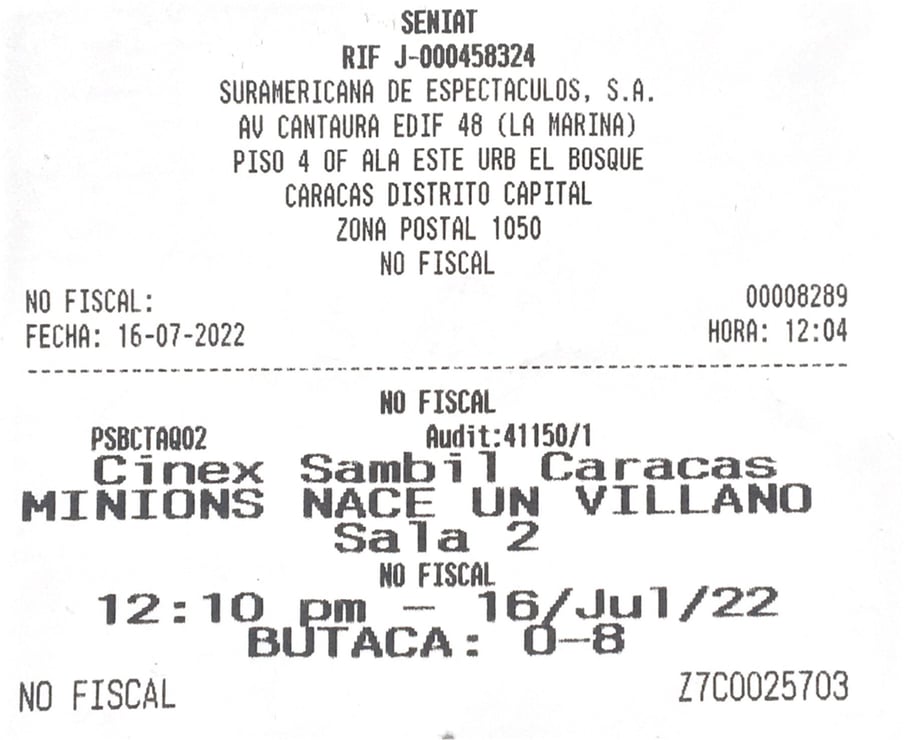 SENIAT
RIF J-000458324
SURAMERICANA DE ESPECTACULOS, S.A.
AV CANTAURA EDIF 48 (LA MARINA)
PISO 4 OF ALA ESTE URB EL BOSQUE
CARACAS DISTRITO CAPITAL
ZONA POSTAL 1050
NO FISCAL
NO FISCAL: 00008289
FECHA: 16-07-2022 HORA: 12:04
NO FISCAL
PSBCTAQ02 Audit:41150/1
Cinex Sambil Caracas
MINIONS NACE UN VILLANO
Sala 2
NO FISCAL
12:10 pm - 16/Jul/22
BUTACA: O-8
NO FISCAL Z7C0025703